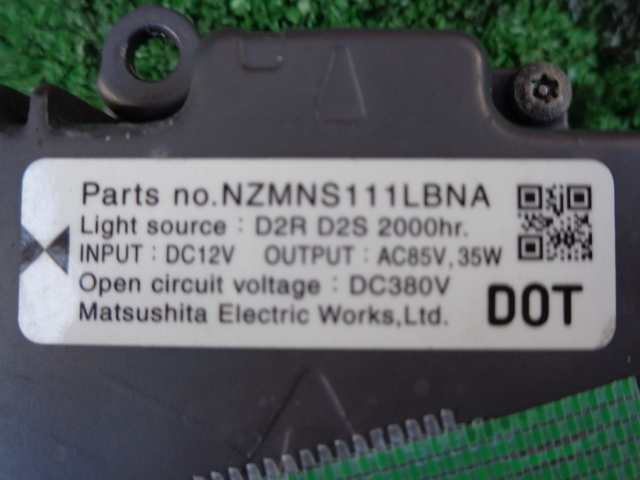 Parts no.NZMNS111LBNA
Light source : D2R D2S 2000hr.
INPUT : DC12V OUTPUT : AC85V, 35W
Open circuit voltage : DC380V
Matsushita Electric Works,Ltd.
DOT